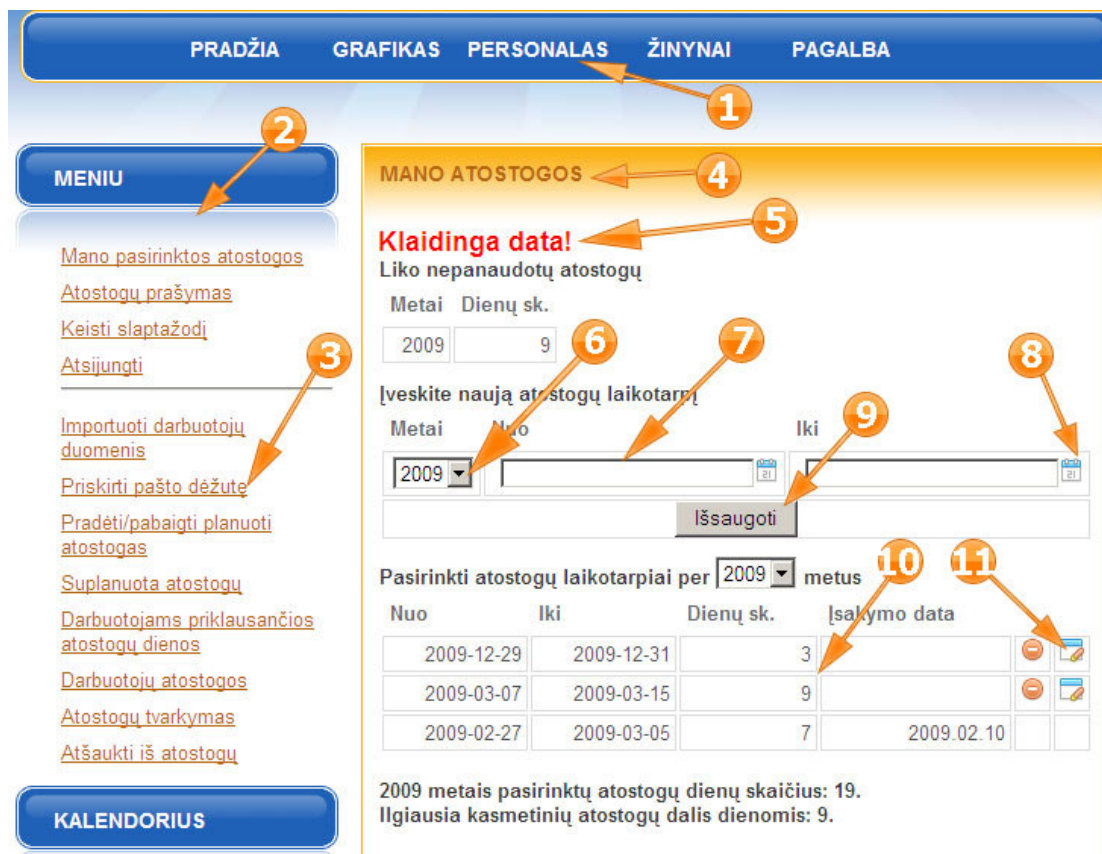 PRADŽIA GRAFIKAS PERSONALAS ŽINYNAI PAGALBA
1
2
MENIU
Mano pasirinktos atostogos
Atostogų prašymas
Keisti slaptažodį
Atsijungti
3
Importuoti darbuotojų
duomenis
Priskirti pašto dėžutę
Pradėti/pabaigti planuoti
atostogas
Suplanuota atostogų
Darbuotojams priklausančios
atostogų dienos
Darbuotojų atostogos
Atostogų tvarkymas
Atšaukti iš atostogų
KALENDORIUS
MANO ATOSTOGOS
4
5
Klaidinga data!
Liko nepanaudotų atostogų
Metai Dienų sk.
2009 9
6 7 8
Įveskite naują atostogų laikotarpį
Metai Nuo Iki
9
2009
21 21
Išsaugoti
Pasirinkti atostogų laikotarpiai per 2009 metus
10 11
Nuo Iki Dienų sk. Įsakymo data
2009-12-29 2009-12-31 3
2009-03-07 2009-03-15 9
2009-02-27 2009-03-05 7 2009.02.10
2009 metais pasirinktų atostogų dienų skaičius: 19.
Ilgiausia kasmetinių atostogų dalis dienomis: 9.